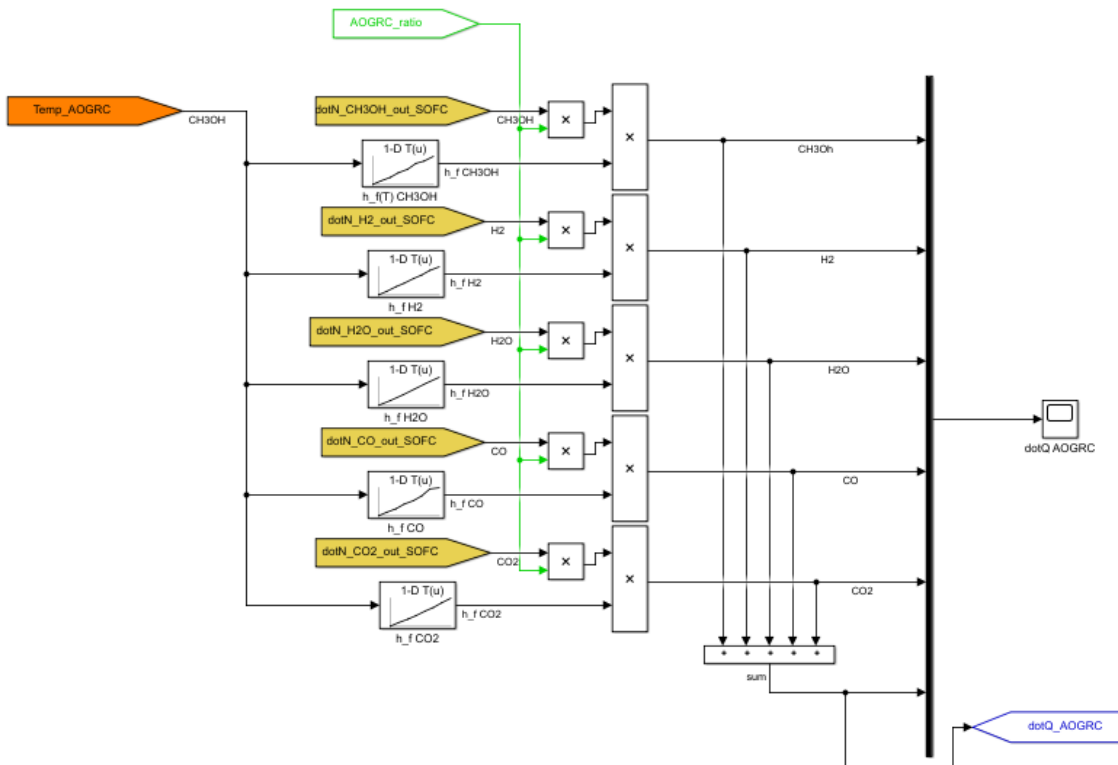 AOGRC_ratio
Temp_AOGRC
CH3OH
dotN_CH3OH_out_SOFC
CH3OH
×
×
1-D T(u)
h_f CH3OH
h_f(T) CH3OH
CH3Oh
dotN_H2_out_SOFC
H2
×
×
1-D T(u)
h_f H2
h_f H2
H2
dotN_H2O_out_SOFC
H2O
×
×
1-D T(u)
h_f H2O
h_f H2O
H2O
dotN_CO_out_SOFC
CO
×
×
1-D T(u)
h_f CO
h_f CO
CO
dotN_CO2_out_SOFC
CO2
×
×
1-D T(u)
h_f CO2
h_f CO2
CO2
+ + + + +
sum
dotQ AOGRC
dotQ_AOGRC